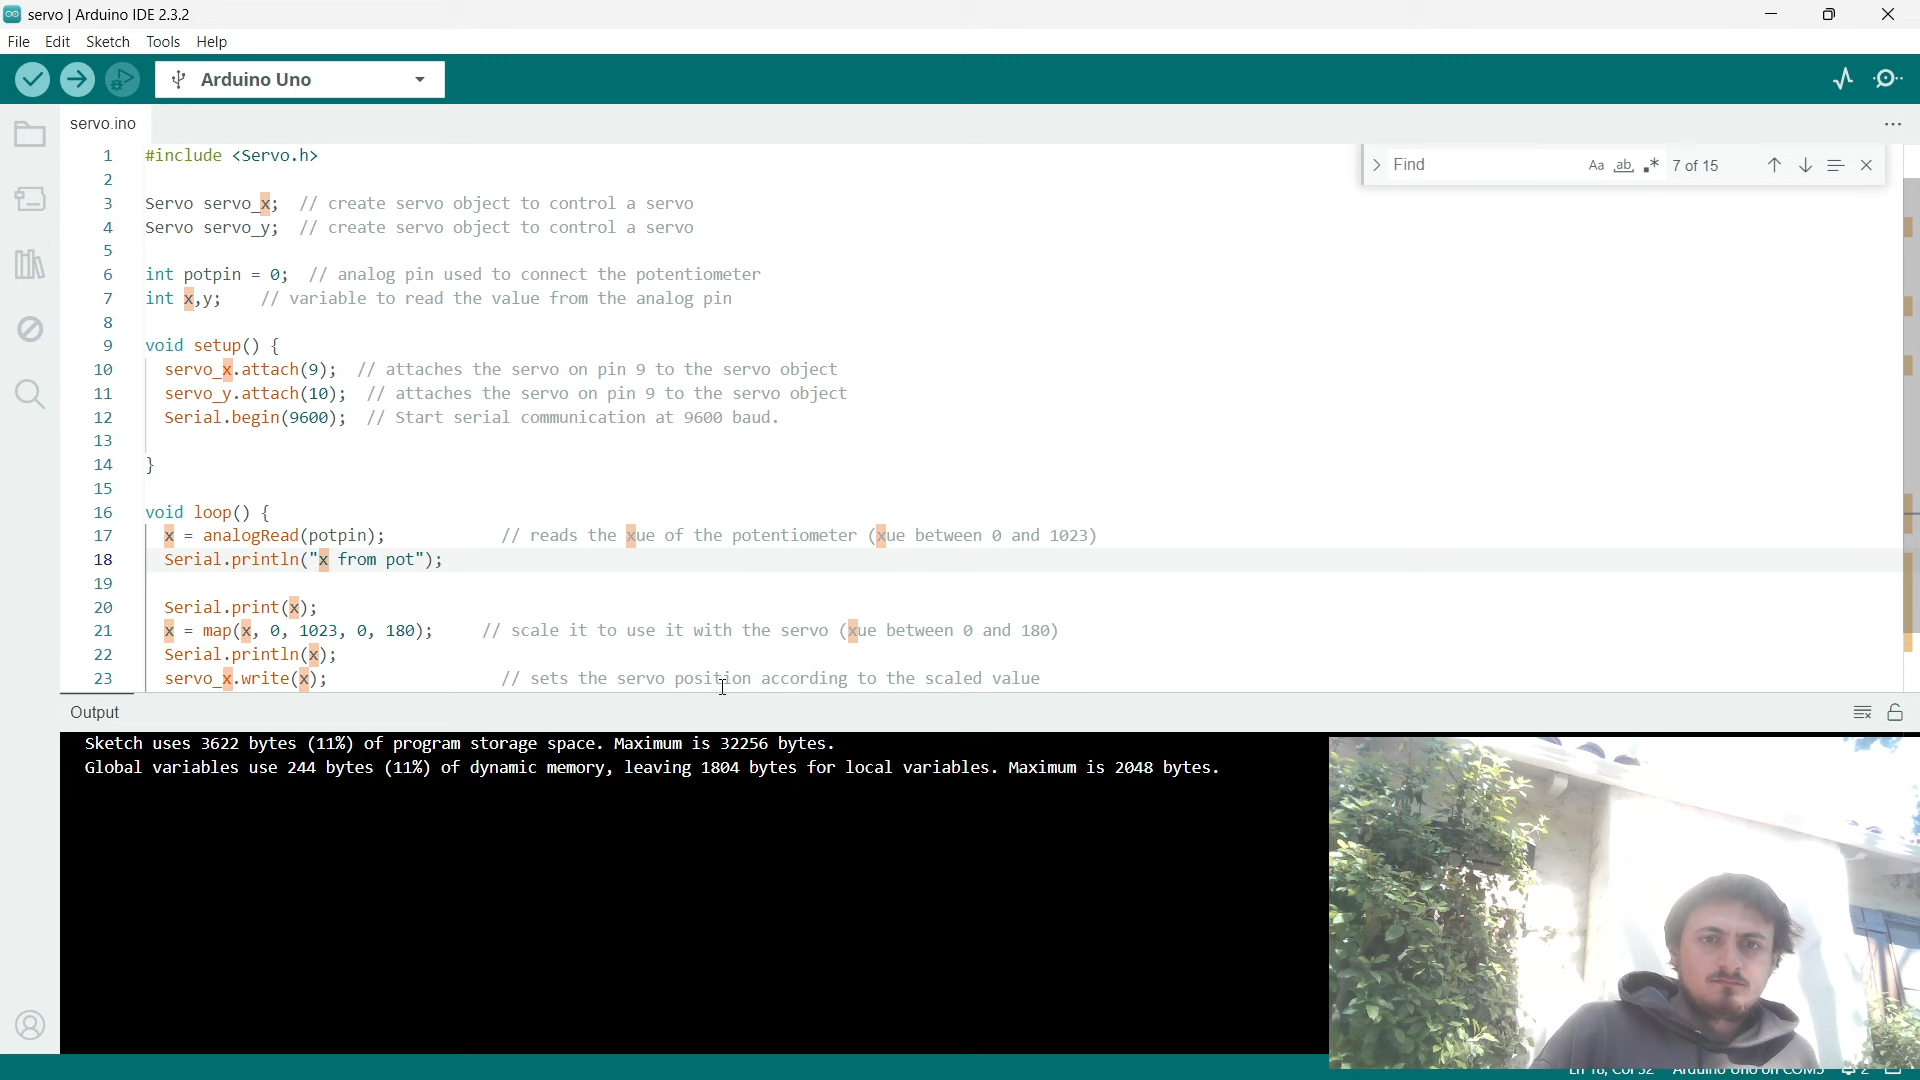 servo | Arduino IDE 2.3.2
File Edit Sketch Tools Help
Arduino Uno
servo.ino
Find Aa ab 7 of 15
1 #include <Servo.h>
2
3 Servo servo_x; // create servo object to control a servo
4 Servo servo_y; // create servo object to control a servo
5
6 int potpin = 0; // analog pin used to connect the potentiometer
7 int x,y; // variable to read the value from the analog pin
8
9 void setup() {
10 servo_x.attach(9); // attaches the servo on pin 9 to the servo object
11 servo_y.attach(10); // attaches the servo on pin 9 to the servo object
12 Serial.begin(9600); // Start serial communication at 9600 baud.
13
14 }
15
16 void loop() {
17 x = analogRead(potpin); // reads the xue of the potentiometer (xue between 0 and 1023)
18 Serial.println("x from pot");
19
20 Serial.print(x);
21 x = map(x, 0, 1023, 0, 180); // scale it to use it with the servo (xue between 0 and 180)
22 Serial.println(x);
23 servo_x.write(x); // sets the servo position according to the scaled value
Output
Sketch uses 3622 bytes (11%) of program storage space. Maximum is 32256 bytes.
Global variables use 244 bytes (11%) of dynamic memory, leaving 1804 bytes for local variables. Maximum is 2048 bytes.